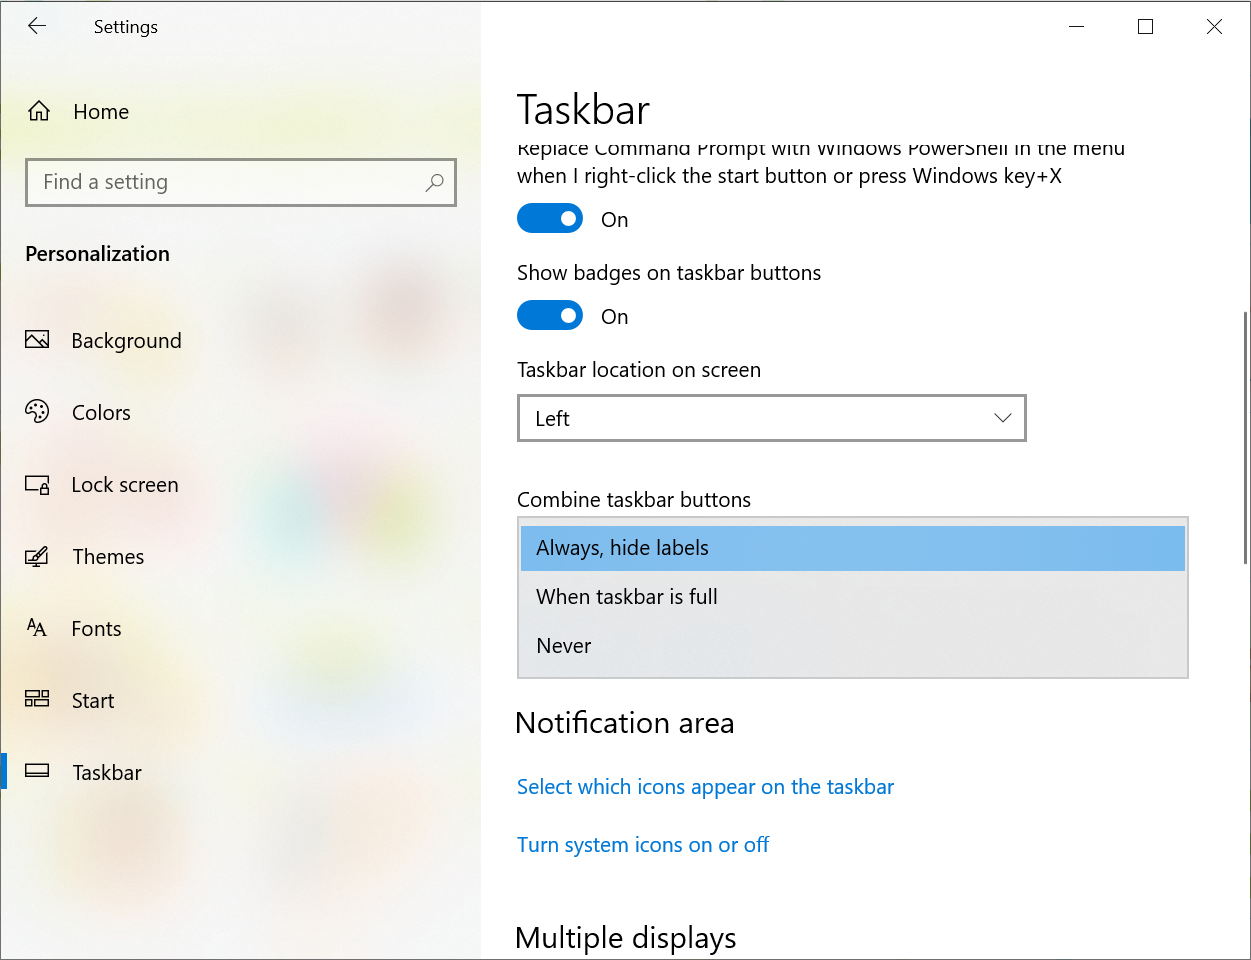 Settings
Home
Find a setting
Personalization
Background
Colors
Lock screen
Themes
Fonts
Start
Taskbar
Taskbar
Replace Command Prompt with Windows PowerShell in the menu
when I right-click the start button or press Windows key+X
On
Show badges on taskbar buttons
On
Taskbar location on screen
Left
Combine taskbar buttons
Always, hide labels
When taskbar is full
Never
Notification area
Select which icons appear on the taskbar
Turn system icons on or off
Multiple displays